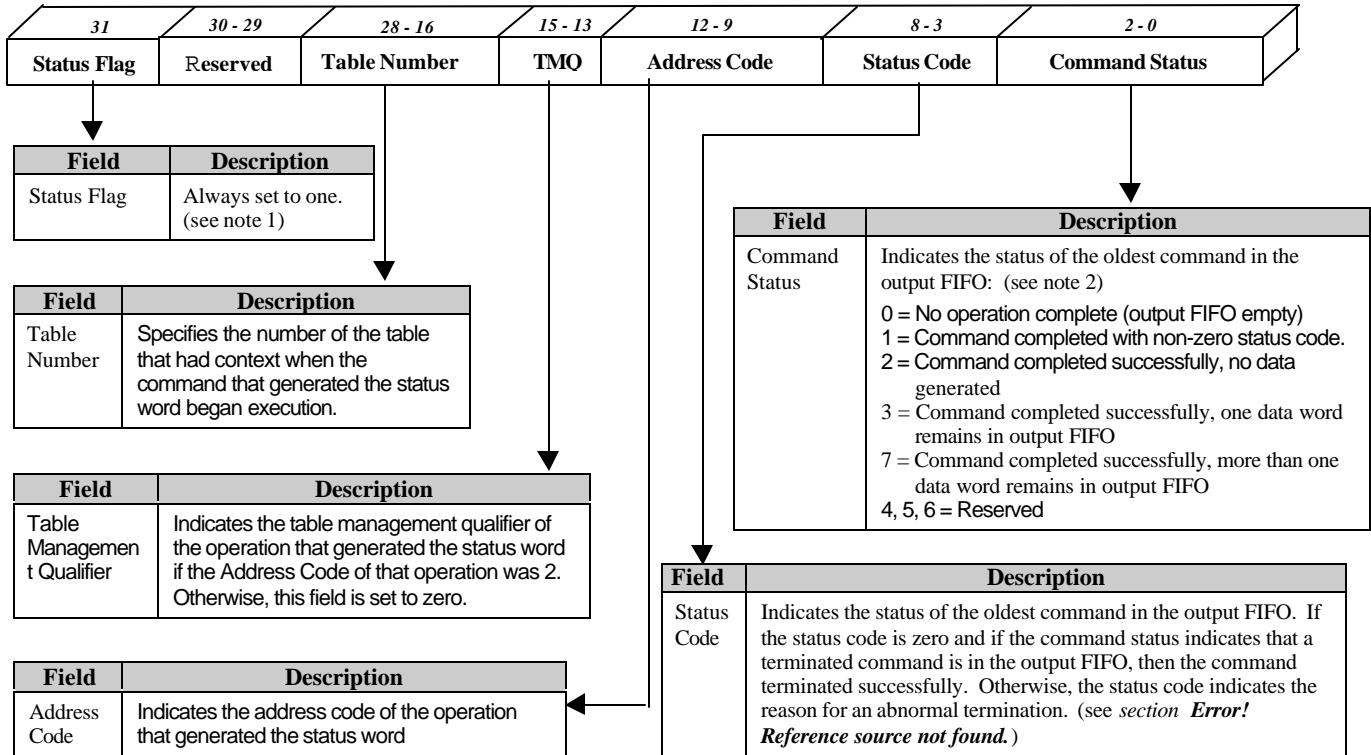 31 30 - 29 28 - 16 15 - 13 12 - 9 8 - 3 2 - 0
Status Flag Reserved Table Number TMQ Address Code Status Code Command Status
Field Description
Status Flag Always set to one.
(see note 1)
Field Description
Table Number Specifies the number of the table
that had context when the
command that generated the status
word began execution.
Field Description
Table
Managemen
t Qualifier
Indicates the table management qualifier of
the operation that generated the status word
if the Address Code of that operation was 2.
Otherwise, this field is set to zero.
Field Description
Address
Code
Indicates the address code of the operation
that generated the status word
Field Description
Command
Status
Indicates the status of the oldest command in the
output FIFO: (see note 2)
0 = No operation complete (output FIFO empty)
1 = Command completed with non-zero status code.
2 = Command completed successfully, no data
generated
3 = Command completed successfully, one data word
remains in output FIFO
7 = Command completed successfully, more than one
data word remains in output FIFO
4, 5, 6 = Reserved
Field Description
Status
Code
Indicates the status of the oldest command in the output FIFO. If
the status code is zero and if the command status indicates that a
terminated command is in the output FIFO, then the command
terminated successfully. Otherwise, the status code indicates the
reason for an abnormal termination. (see section Error!
Reference source not found.)